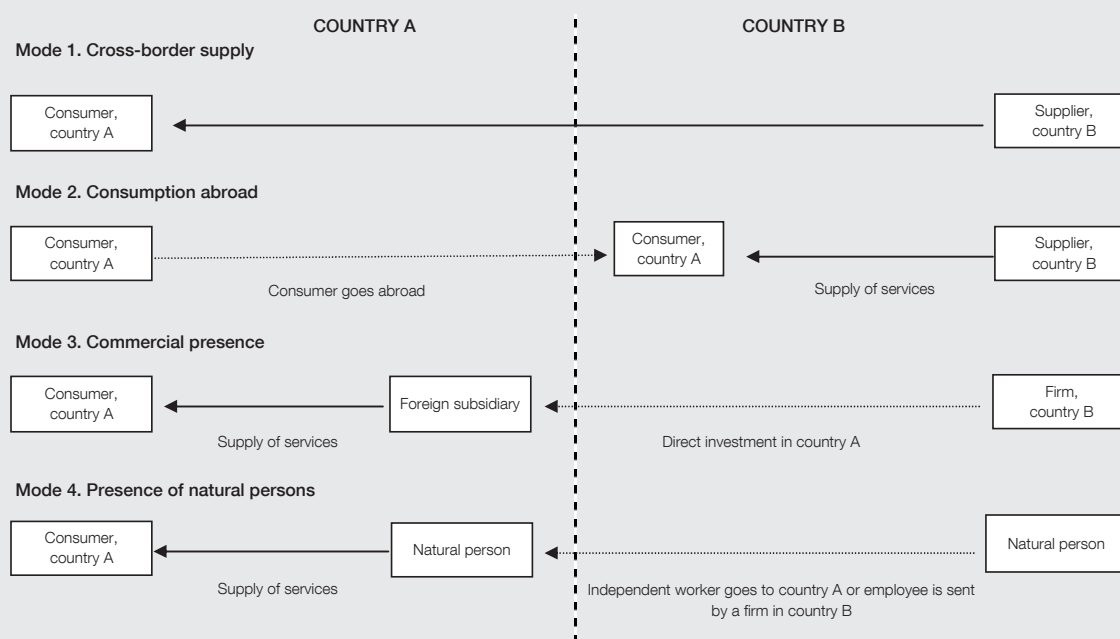 COUNTRY A
COUNTRY B
Mode 1. Cross-border supply
Consumer,
country A
Supplier,
country B
Mode 2. Consumption abroad
Consumer,
country A
Consumer goes abroad
Consumer,
country A
Supply of services
Supplier,
country B
Mode 3. Commercial presence
Consumer,
country A
Supply of services
Foreign subsidiary
Direct investment in country A
Firm,
country B
Mode 4. Presence of natural persons
Consumer,
country A
Supply of services
Natural person
Independent worker goes to country A or employee is sent
by a firm in country B
Natural person